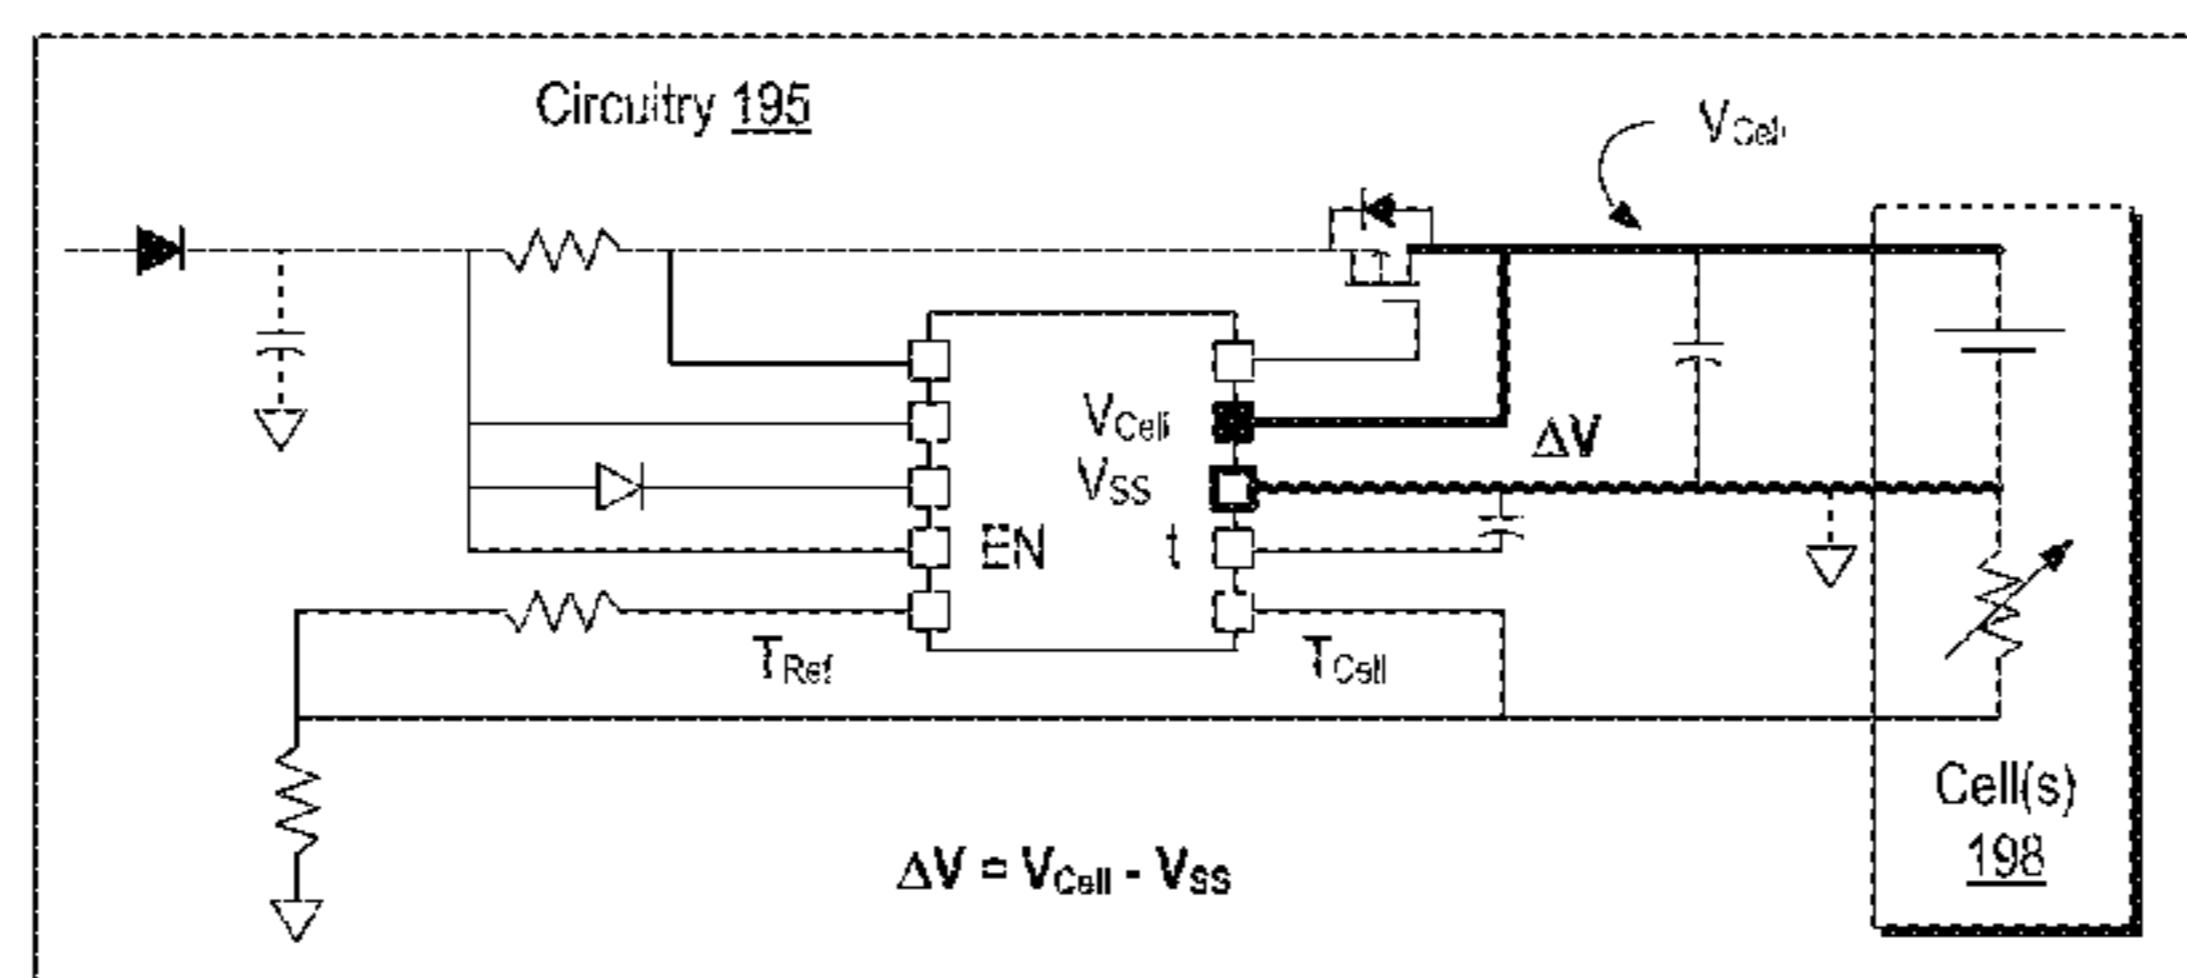 Circuitry 195
VCell
VCell
ΔV
VSS
EN
t
TRef
TCell
Cell(s)
198
ΔV = VCell - VSS